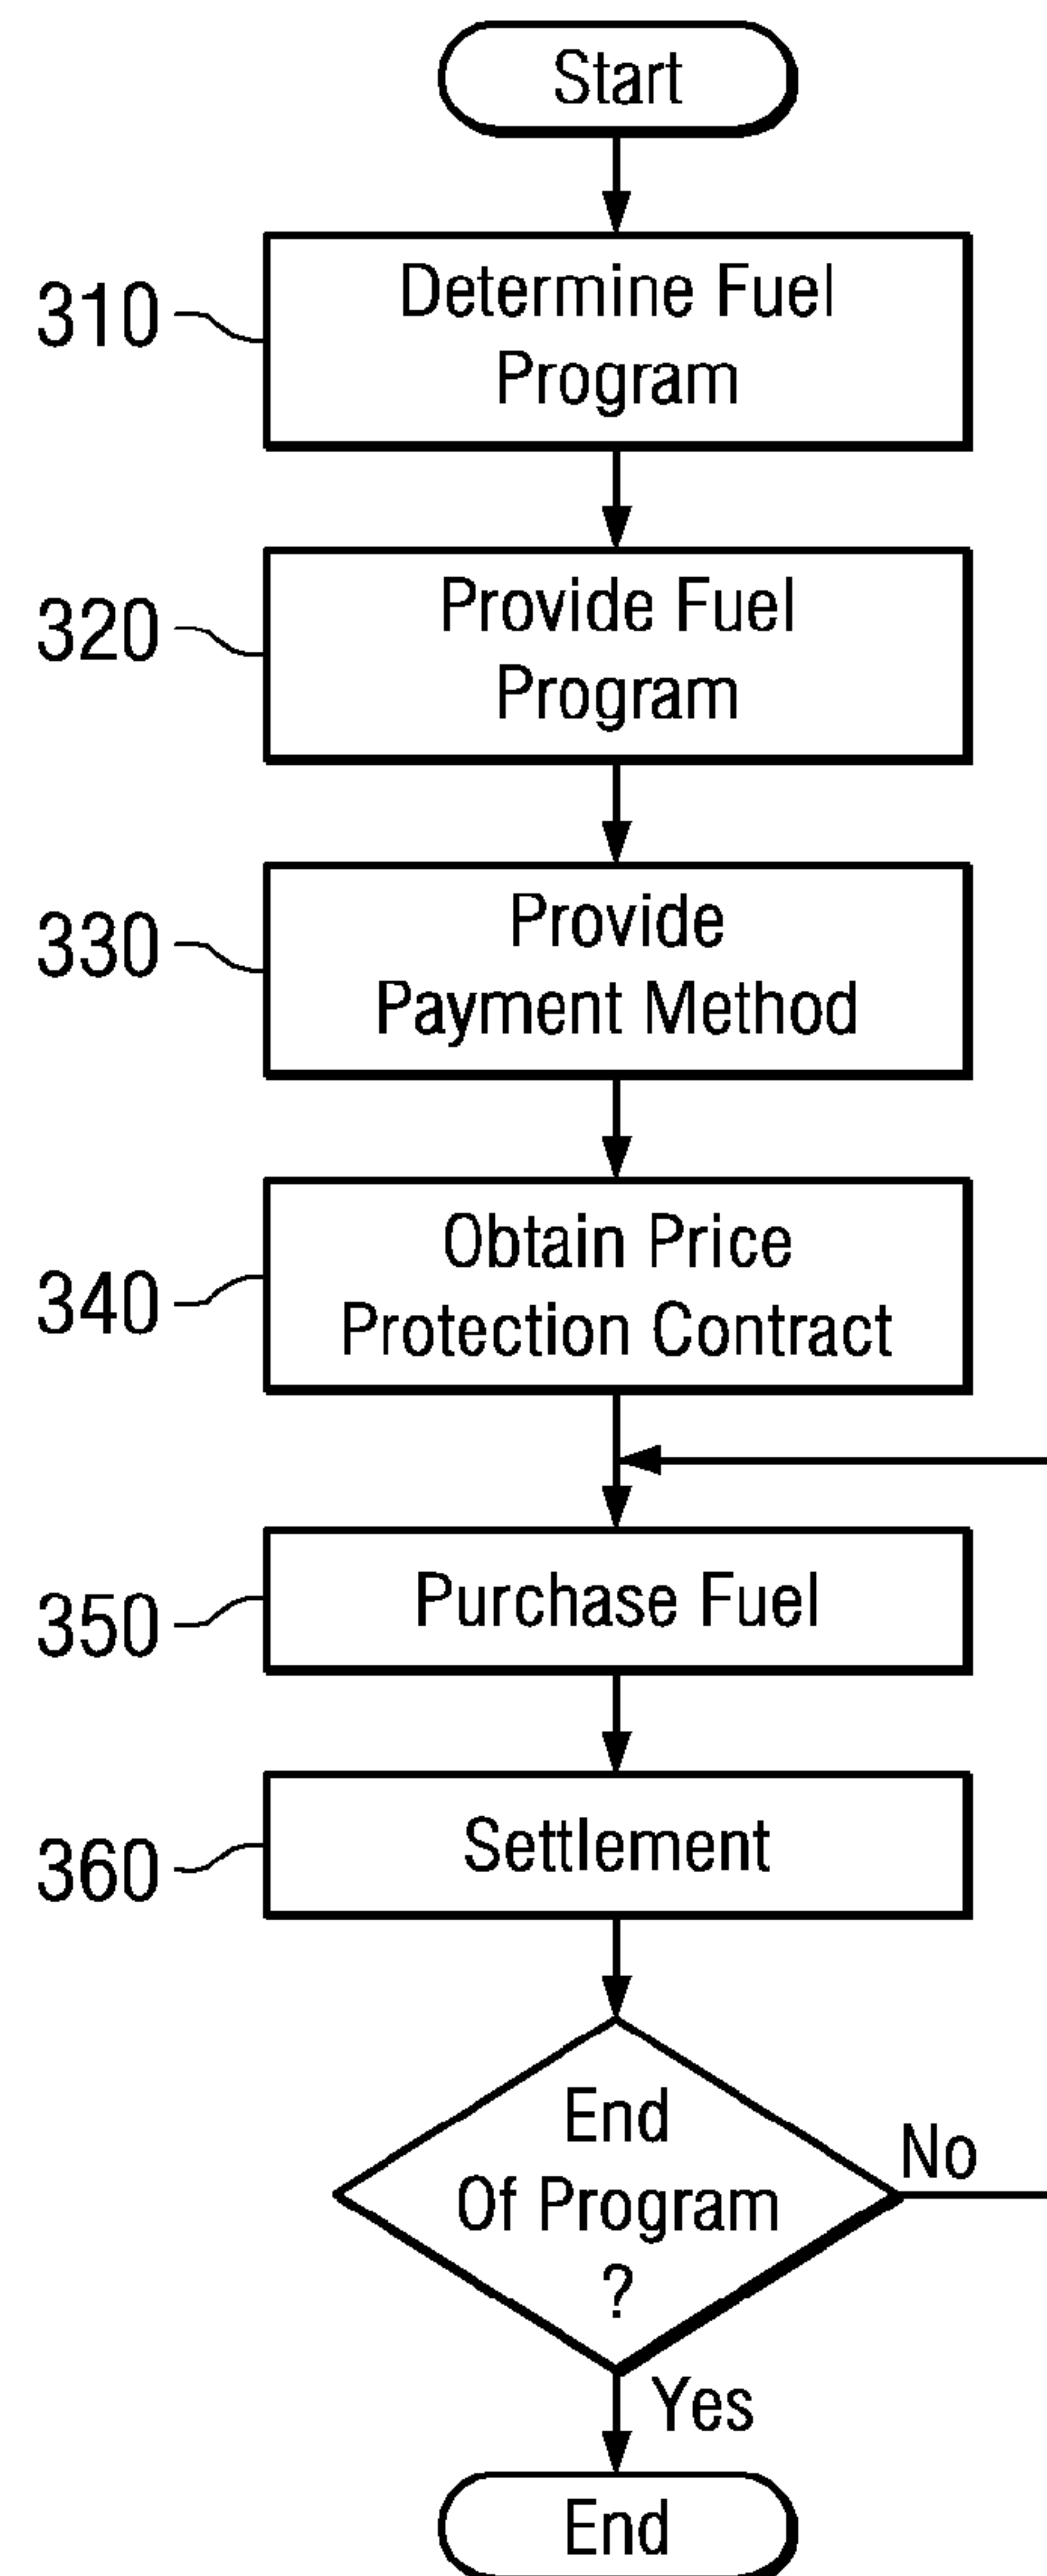 Start
310
Determine Fuel
Program
320
Provide Fuel
Program
330
Provide
Payment Method
340
Obtain Price
Protection Contract
350
Purchase Fuel
360
Settlement
End
Of Program
?
No
Yes
End